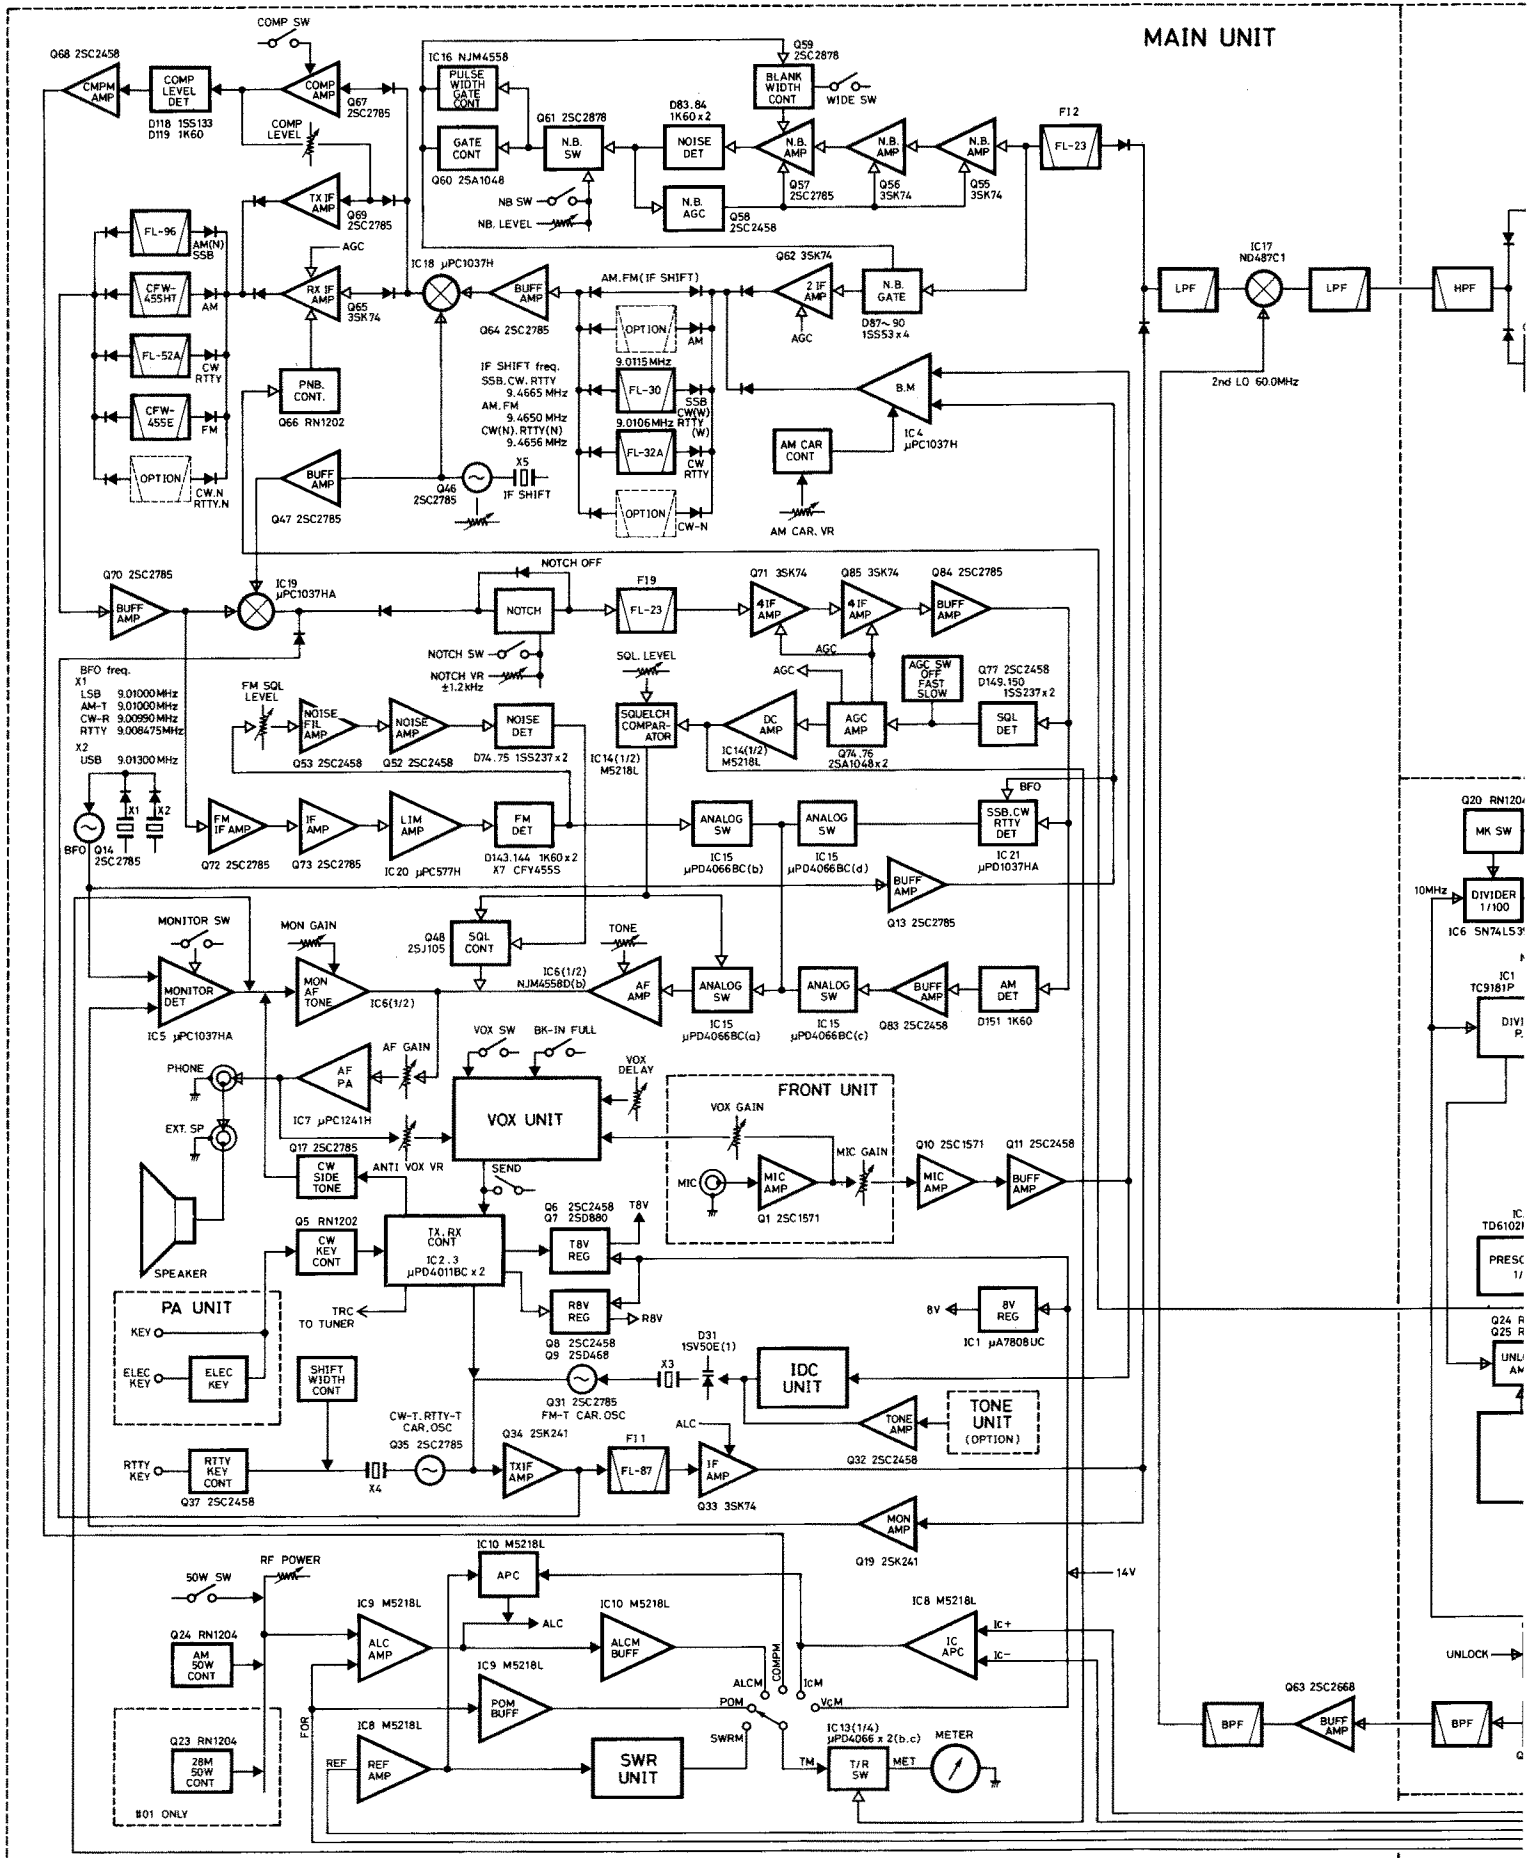 MAIN UNIT
COMP SW
Q68 2SC2458
CMPM
AMP
COMP
LEVEL
DET
D118 1SS133
D119 1K60
COMP
AMP
Q67
2SC2785
COMP
LEVEL
TX IF
AMP
Q69
2SC2785
IC16 NJM4558
PULSE
WIDTH
GATE
CONT
GATE
CONT
Q60 2SA1048
Q61 2SC2878
N.B.
SW
NB SW
NB. LEVEL
D83.84
1K60×2
NOISE
DET
N.B.
AGC
Q58
2SC2458
Q59
2SC2878
BLANK
WIDTH
CONT
WIDE SW
N.B.
AMP
Q57
2SC2785
N.B.
AMP
Q56
3SK74
N.B.
AMP
Q55
3SK74
FI2
FL-23
FL-96
AM(N)
SSB
CFW-
455HT
AM
FL-52A
CW
RTTY
CFW-
455E
FM
OPTION
CW.N
RTTY.N
AGC
RX IF
AMP
Q65
3SK74
PNB.
CONT.
Q66 RN1202
IC18 µPC1037H
BUFF
AMP
Q64 2SC2785
AM.FM(IF SHIFT)
OPTION
AM
9.0115MHz
FL-30
SSB
CW(W)
RTTY
(W)
9.0106MHz
FL-32A
CW
RTTY
OPTION
CW-N
IF SHIFT freq.
SSB.CW.RTTY
9.4665 MHz
AM.FM
9.4650 MHz
CW(N).RTTY(N)
9.4656 MHz
Q62 3SK74
2 IF
AMP
AGC
N.B.
GATE
D87~90
1SS53×4
B.M
IC4
µPC1037H
AM CAR
CONT
AM CAR. VR
LPF
IC17
ND487C1
LPF
HPF
2nd LO 60.0MHz
BUFF
AMP
Q47 2SC2785
Q46
2SC2785
X5
IF SHIFT
Q70 2SC2785
BUFF
AMP
IC19
µPC1037HA
NOTCH OFF
NOTCH
NOTCH SW
NOTCH VR
±1.2kHz
FI9
FL-23
Q71 3SK74
4IF
AMP
Q85 3SK74
4IF
AMP
Q84 2SC2785
BUFF
AMP
AGC
BFO freq.
X1
LSB 9.01000MHz
AM-T 9.01000MHz
CW-R 9.00990MHz
RTTY 9.008475MHz
X2
USB 9.01300MHz
X1
X2
BFO
Q14
2SC2785
FM SQL
LEVEL
NOISE
FIL
AMP
Q53 2SC2458
NOISE
AMP
Q52 2SC2458
NOISE
DET
D74.75 1SS237×2
SQL. LEVEL
SQUELCH
COMPAR-
ATOR
IC14(1/2)
M5218L
DC
AMP
IC14(1/2)
M5218L
AGC
AGC
AMP
Q74.76
2SA1048×2
AGC SW
OFF
FAST
SLOW
Q77 2SC2458
D149.150
1SS237×2
SQL
DET
FM
IF AMP
Q72 2SC2785
IF
AMP
Q73 2SC2785
LIM
AMP
IC20 µPC577H
FM
DET
D143.144 1K60×2
X7 CFY455S
ANALOG
SW
IC15
µPD4066BC(b)
ANALOG
SW
IC15
µPD4066BC(d)
BFO
SSB.CW
RTTY
DET
IC21
µPD1037HA
BUFF
AMP
Q13 2SC2785
MONITOR SW
MONITOR
DET
IC5 µPC1037HA
MON GAIN
MON
AF
TONE
IC6(1/2)
Q48
2SJ105
SQL
CONT
TONE
IC6(1/2)
NJM4558D(b)
AF
AMP
ANALOG
SW
IC15
µPD4066BC(a)
ANALOG
SW
IC15
µPD4066BC(c)
BUFF
AMP
Q83 2SC2458
AM
DET
D151 1K60
Q20 RN1204
MK SW
10MHz
DIVIDER
1/100
IC6 SN74LS39
IC1
TC9181P
DIVI
P.
TD6102
PRESC
1/
Q24 R
Q25 R
UNLO
AM
PHONE
EXT. SP
SPEAKER
AF
PA
IC7 µPC1241H
AF GAIN
VOX SW
BK-IN FULL
VOX UNIT
VOX
DELAY
ANTI VOX VR
Q17 2SC2785
CW
SIDE
TONE
SEND
FRONT UNIT
VOX GAIN
MIC
MIC
AMP
Q1 2SC1571
MIC GAIN
Q10 2SC1571
MIC
AMP
Q11 2SC2458
BUFF
AMP
Q5 RN1202
CW
KEY
CONT
TX.RX
CONT
IC2.3
µPD4011BC×2
TRC
TO TUNER
Q6 2SC2458
Q7 2SD880
T8V
T8V
REG
R8V
REG
R8V
Q8 2SC2458
Q9 2SD468
8V
8V
REG
IC1 µA7808UC
PA UNIT
KEY
ELEC
KEY
ELEC
KEY
SHIFT
WIDTH
CONT
Q31 2SC2785
FM-T CAR.OSC
X3
D31
1SV50E(1)
IDC
UNIT
TONE
AMP
Q32 2SC2458
TONE
UNIT
(OPTION)
RTTY
KEY
RTTY
KEY
CONT
Q37 2SC2458
X4
CW-T.RTTY-T
CAR.OSC
Q35 2SC2785
Q34 2SK241
TXIF
AMP
FI1
FL-87
ALC
IF
AMP
Q33 3SK74
MON
AMP
Q19 2SK241
14V
50W SW
RF POWER
Q24 RN1204
AM
50W
CONT
Q23 RN1204
28M
50W
CONT
#01 ONLY
IC9 M5218L
ALC
AMP
IC10 M5218L
APC
ALC
IC10 M5218L
ALCM
BUFF
IC9 M5218L
POM
BUFF
FOR
IC8 M5218L
REF
REF
AMP
SWR
UNIT
ALCM
COMPM
ICM
POM
VCM
SWRM
TM
IC13(1/4)
µPD4066×2(b.c)
T/R
SW
MET
METER
IC8 M5218L
IC
APC
Ic+
Ic-
UNLOCK
Q63 2SC2668
BPF
BUFF
AMP
BPF